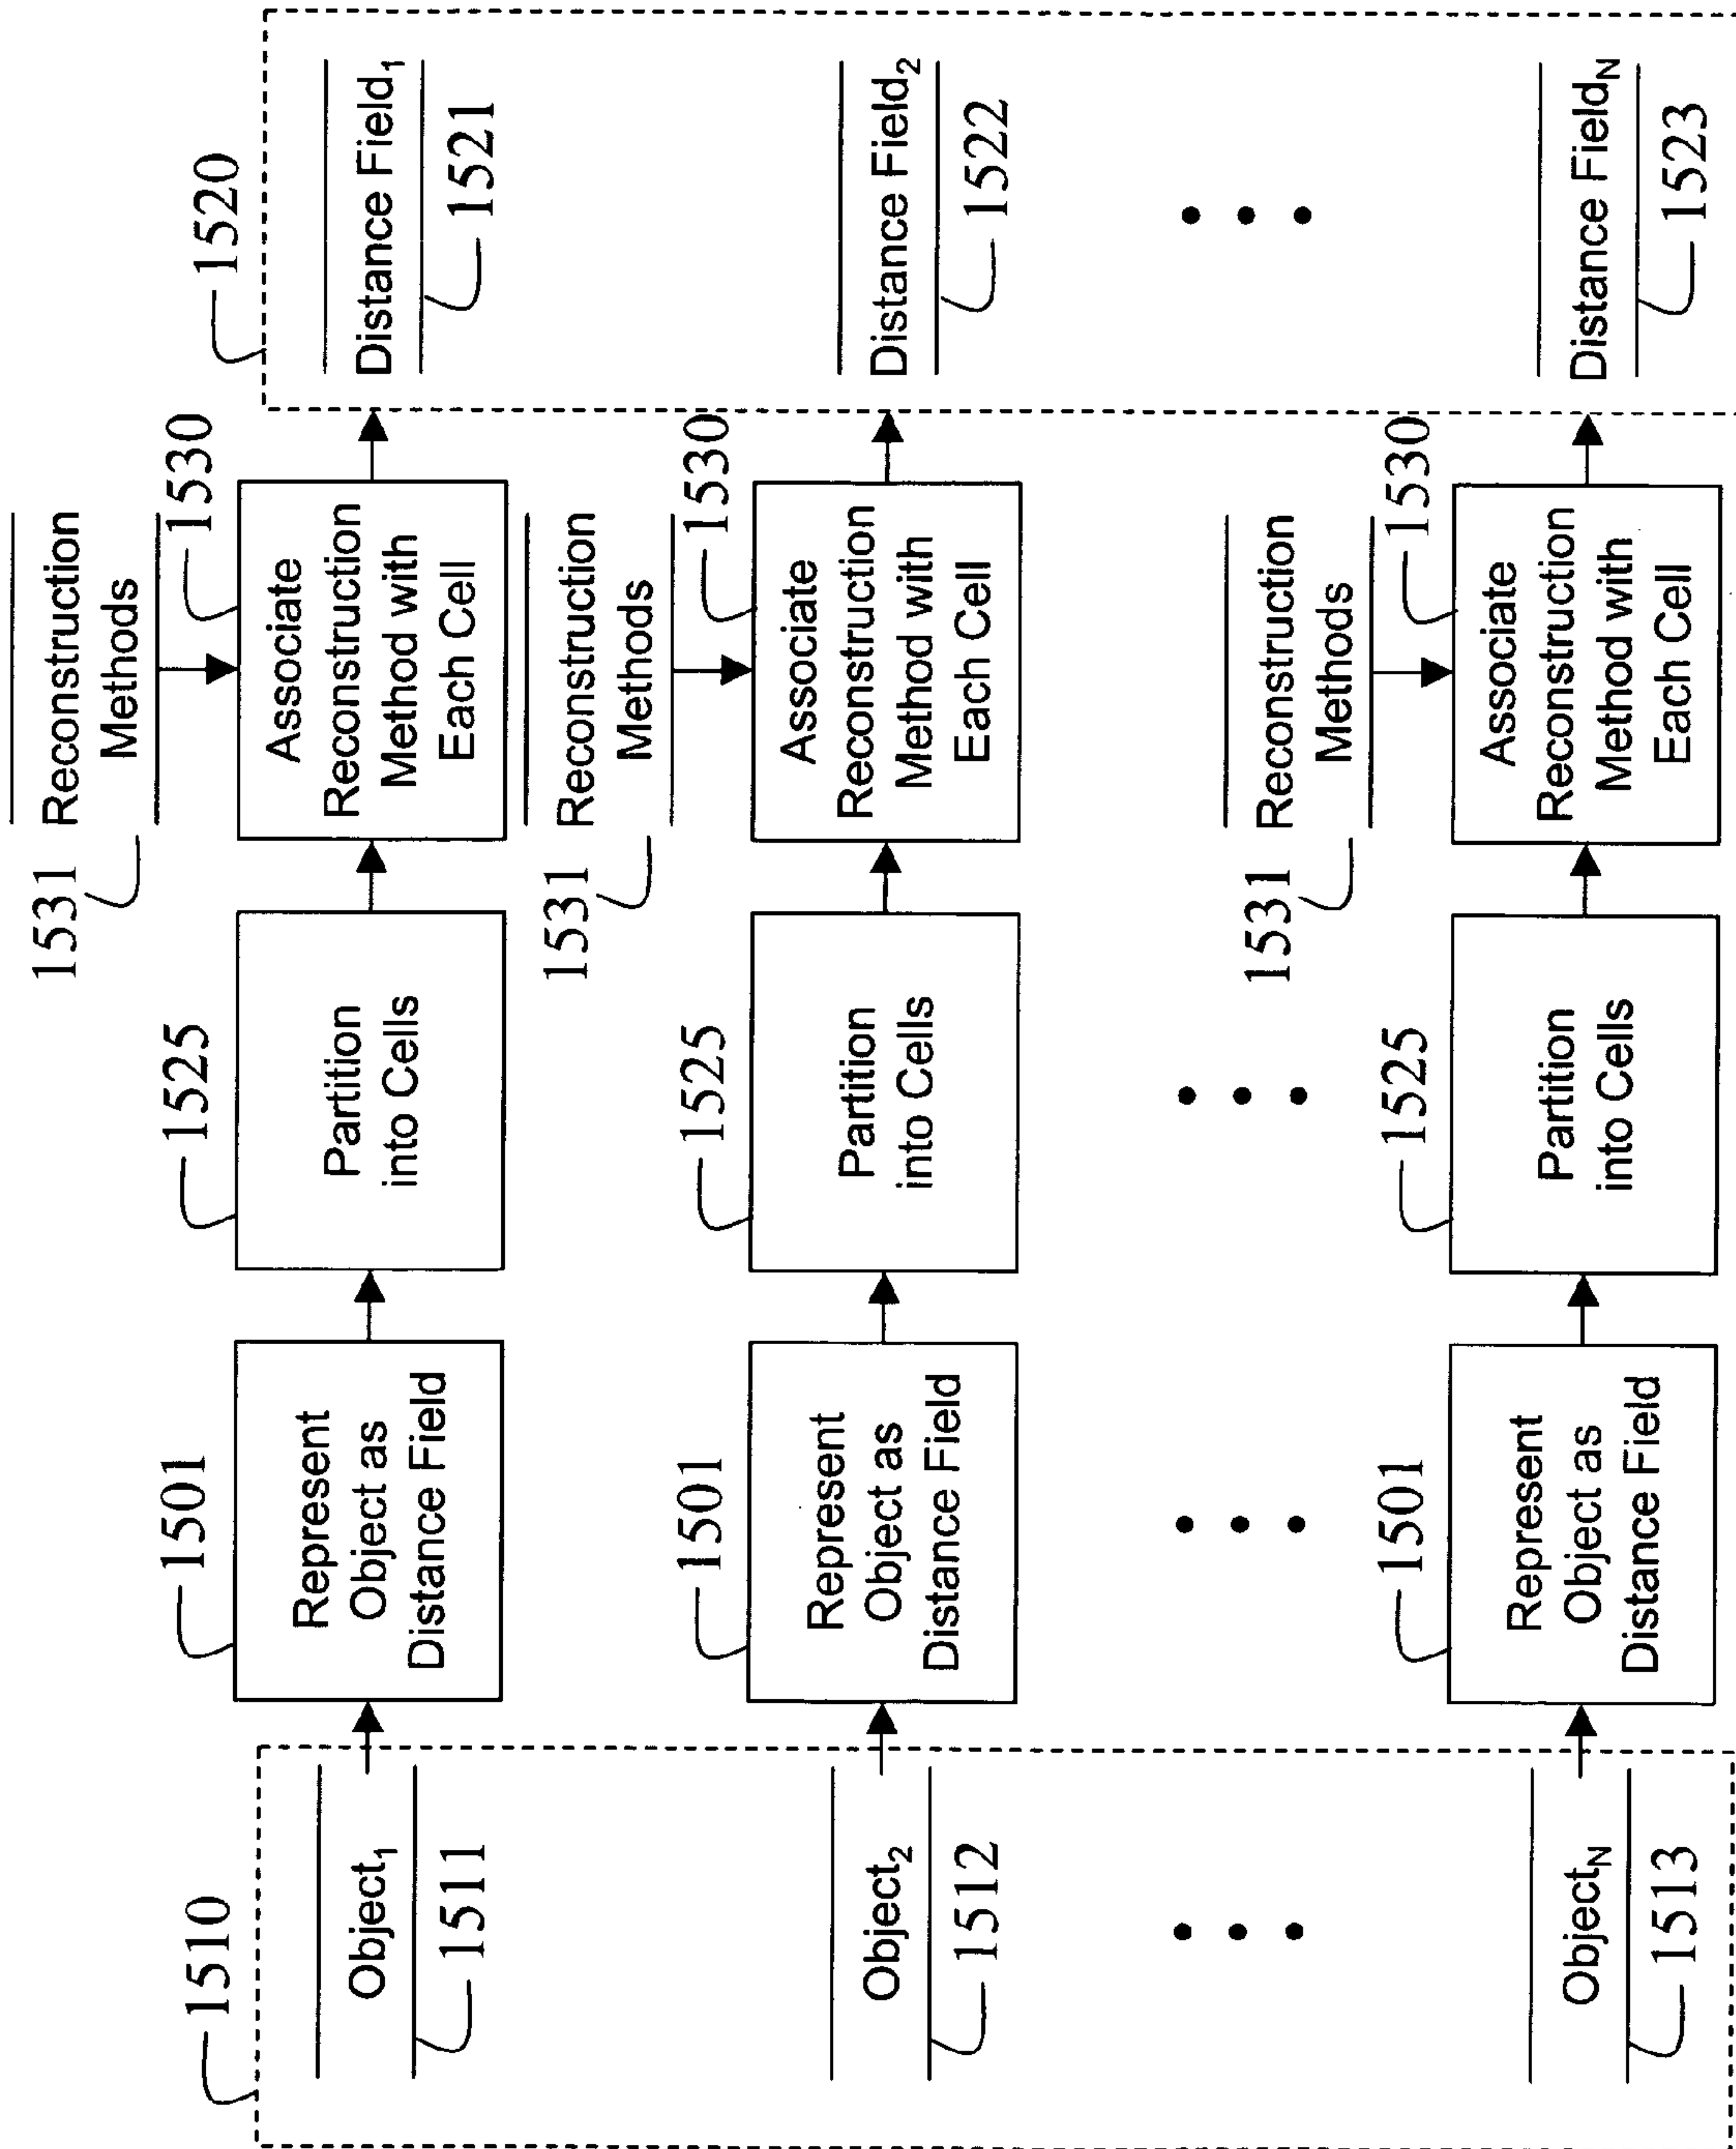 1510
1520
Object₁
1511
1501
Represent
Object as
Distance Field
1525
Partition
into Cells
1531
Reconstruction
Methods
1530
Associate
Reconstruction
Method with
Each Cell
Distance Field₁
1521
Object₂
1512
1501
Represent
Object as
Distance Field
1525
Partition
into Cells
1531
Reconstruction
Methods
1530
Associate
Reconstruction
Method with
Each Cell
Distance Field₂
1522
Object_N
1513
1501
Represent
Object as
Distance Field
1525
Partition
into Cells
1531
Reconstruction
Methods
1530
Associate
Reconstruction
Method with
Each Cell
Distance Field_N
1523